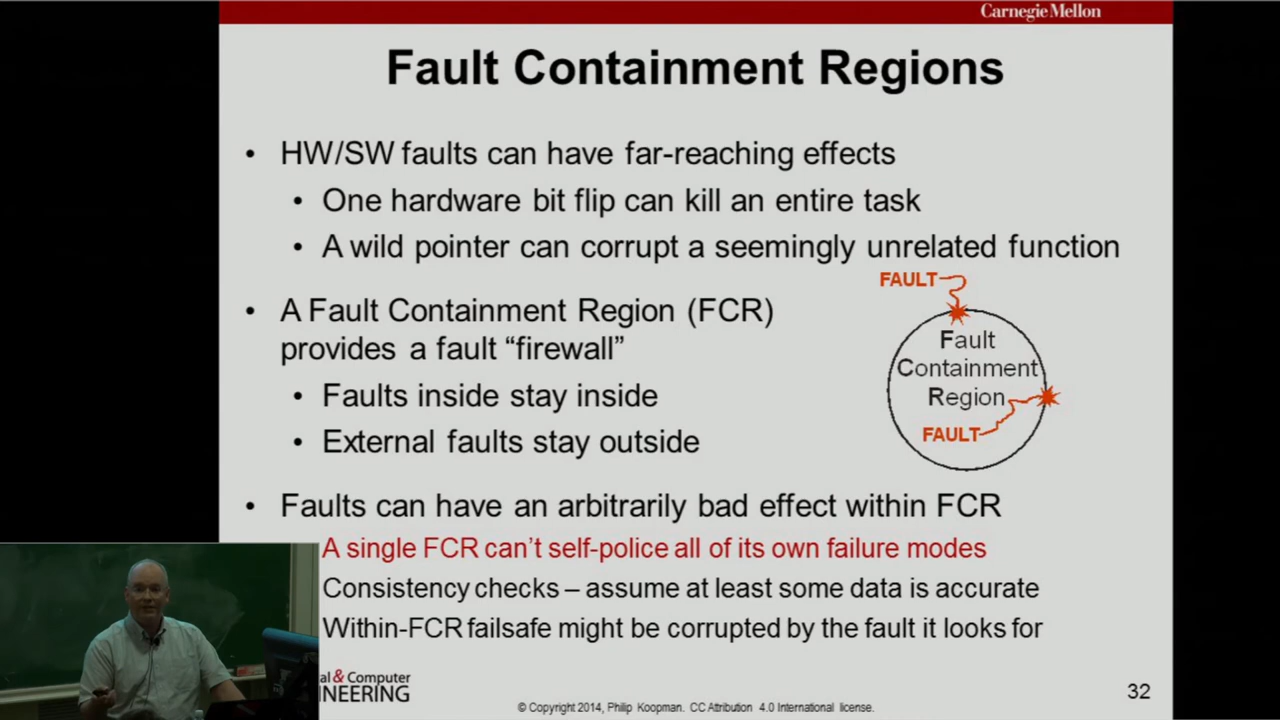 Carnegie Mellon
Fault Containment Regions
• HW/SW faults can have far-reaching effects
• One hardware bit flip can kill an entire task
• A wild pointer can corrupt a seemingly unrelated function
• A Fault Containment Region (FCR)
provides a fault “firewall”
• Faults inside stay inside
• External faults stay outside
FAULT
Fault
Containment
Region
FAULT
• Faults can have an arbitrarily bad effect within FCR
A single FCR can’t self-police all of its own failure modes
Consistency checks – assume at least some data is accurate
Within-FCR failsafe might be corrupted by the fault it looks for
al & Computer
INEERING
© Copyright 2014, Philip Koopman. CC Attribution 4.0 International license.
32